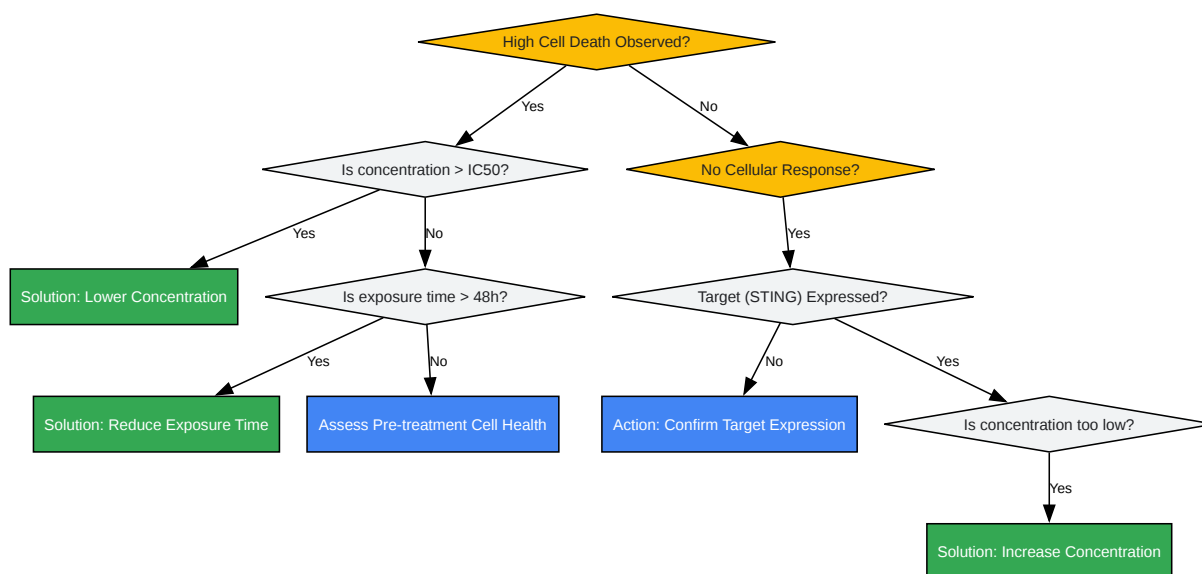 High Cell Death Observed?
Yes
No
Is concentration > IC50?
No Cellular Response?
Yes
No
Yes
Solution: Lower Concentration
Is exposure time > 48h?
Target (STING) Expressed?
Yes
No
No
Yes
Solution: Reduce Exposure Time
Assess Pre-treatment Cell Health
Action: Confirm Target Expression
Is concentration too low?
Yes
Solution: Increase Concentration